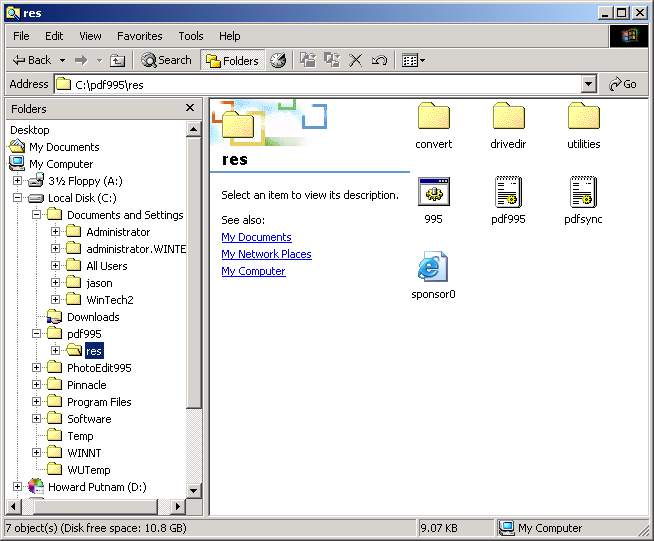 res
File Edit View Favorites Tools Help
Back Search Folders
Address C:\pdf995\res Go
Folders
Desktop
My Documents
My Computer
3½ Floppy (A:)
Local Disk (C:)
Documents and Settings
Administrator
administrator.WINTE
All Users
jason
WinTech2
Downloads
pdf995
res
PhotoEdit995
Pinnacle
Program Files
Software
Temp
WINNT
WUTemp
Howard Putnam (D:)
res
Select an item to view its description.
See also:
My Documents
My Network Places
My Computer
convert drivedir utilities
995 pdf995 pdfsync
sponsor0
7 object(s) (Disk free space: 10.8 GB) 9.07 KB My Computer